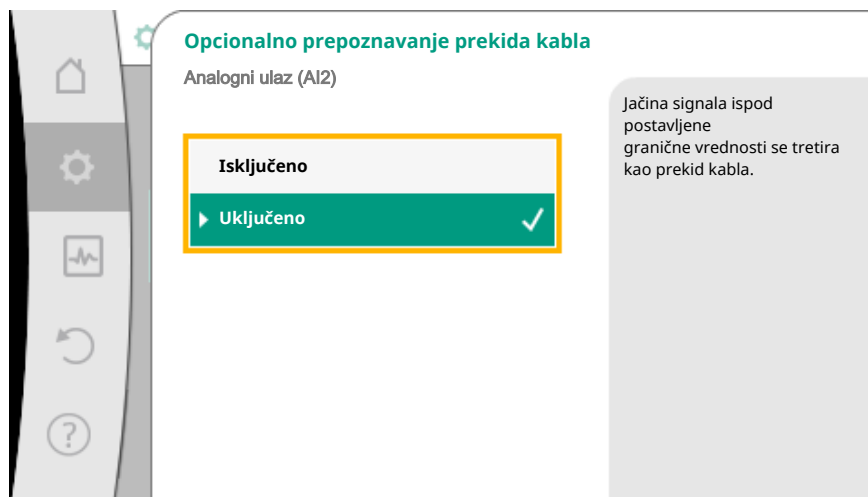 Opcionalno prepoznavanje prekida kabla
Analogni ulaz (AI2)
Isključeno
Uključeno
Jačina signala ispod
postavljene
granične vrednosti se tretira
kao prekid kabla.
?